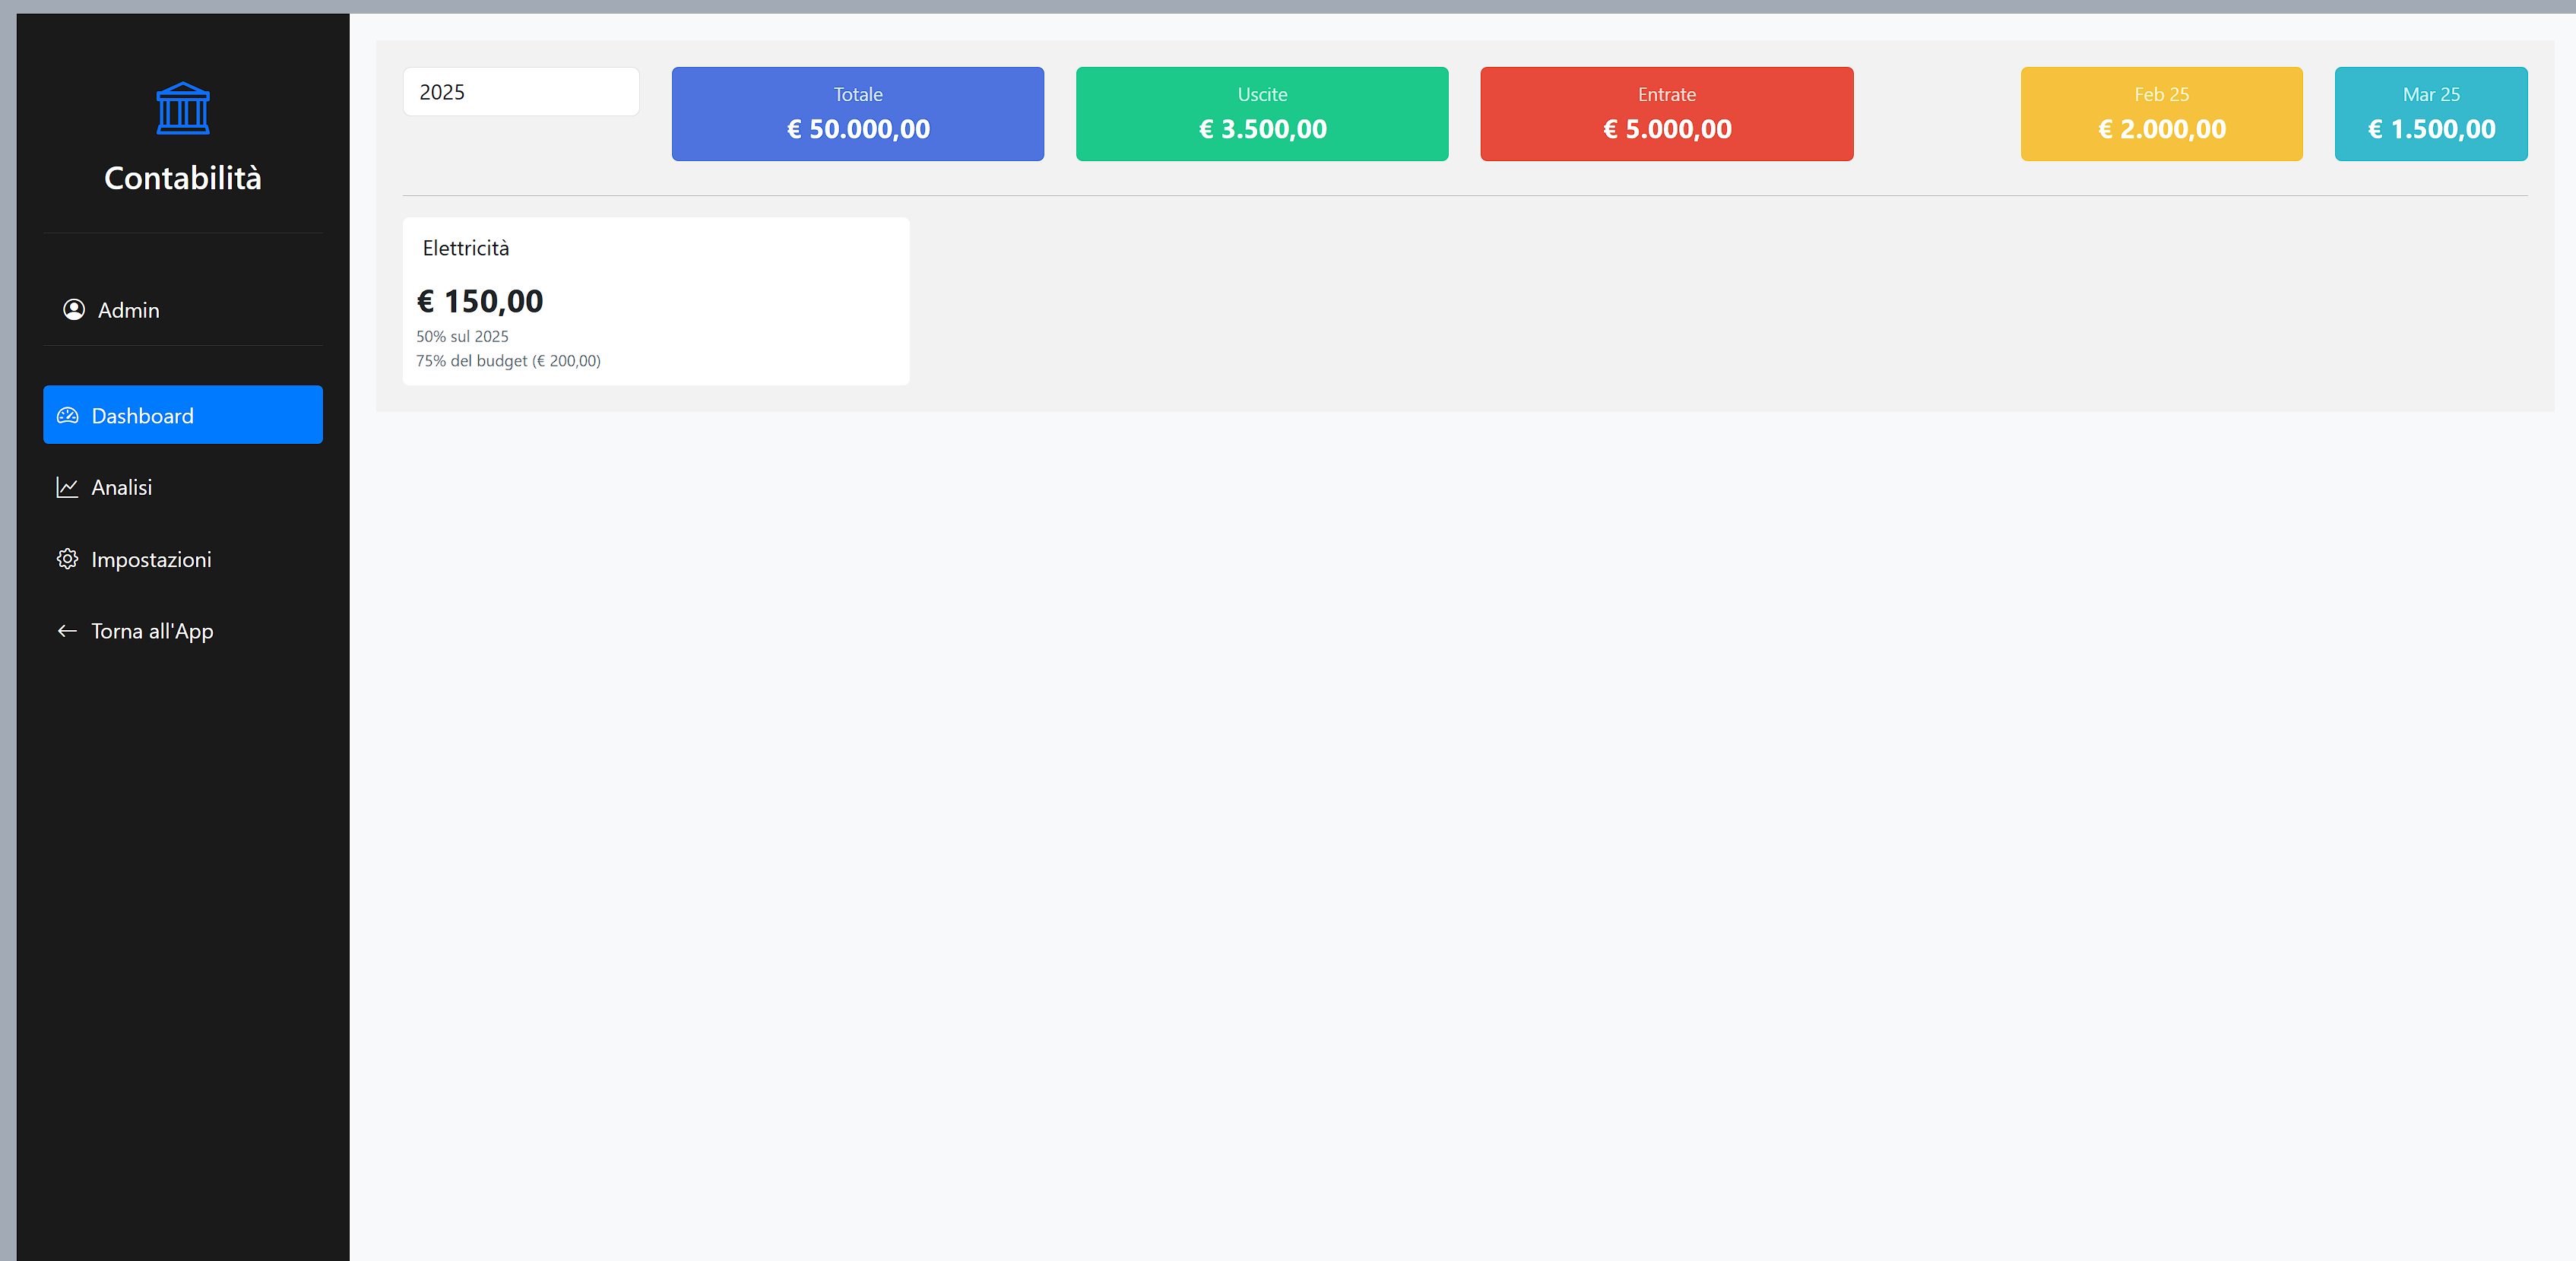 Contabilità
Admin
Dashboard
Analisi
Impostazioni
Torna all'App
2025
Totale
€ 50.000,00
Uscite
€ 3.500,00
Entrate
€ 5.000,00
Feb 25
€ 2.000,00
Mar 25
€ 1.500,00
Elettricità
€ 150,00
50% sul 2025
75% del budget (€ 200,00)